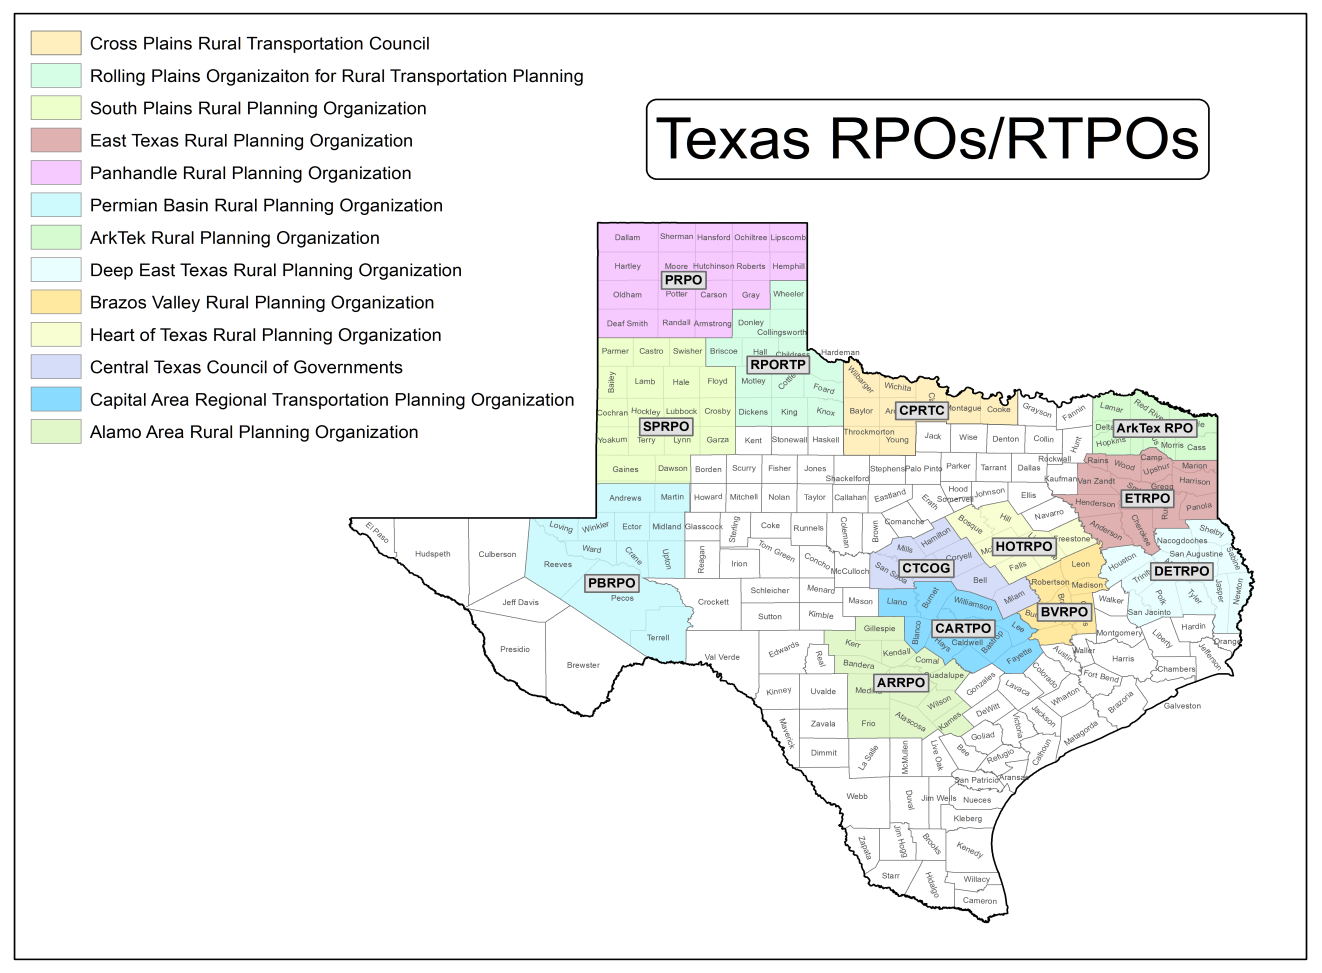 Cross Plains Rural Transportation Council
Rolling Plains Organizaiton for Rural Transportation Planning
South Plains Rural Planning Organization
East Texas Rural Planning Organization
Panhandle Rural Planning Organization
Permian Basin Rural Planning Organization
ArkTek Rural Planning Organization
Deep East Texas Rural Planning Organization
Brazos Valley Rural Planning Organization
Heart of Texas Rural Planning Organization
Central Texas Council of Governments
Capital Area Regional Transportation Planning Organization
Alamo Area Rural Planning Organization
Texas RPOs/RTPOs
Dallam Sherman Hansford Ochiltree Lipscomb
Hartley Moore Hutchinson Roberts Hemphill
PRPO
Oldham Potter Carson Gray Wheeler
Deaf Smith Randall Armstrong Donley
Collingsworth
Parmer Castro Swisher Briscoe Hall Childress Hardeman
RPORTP
Bailey Lamb Hale Floyd Motley Cottle Foard Wilbarger Wichita
Cochran Hockley Lubbock Crosby Dickens King Knox Baylor
CPRTC
Montague Cooke Grayson Fannin Lamar Red River
SPRPO
ArkTex RPO
Yoakum Terry Lynn Garza Kent Stonewall Haskell Throckmorton Young Jack Wise Denton Collin Hunt Hopkins Morris Cass
Gaines Dawson Borden Scurry Fisher Jones Shackelford Stephens Palo Pinto Parker Tarrant Dallas Rockwall Kaufman Rains Wood Camp Upshur Marion
Van Zandt Gregg Harrison
ETRPO
Andrews Martin Howard Mitchell Nolan Taylor Callahan Eastland Erath Hood Somervell Johnson Ellis Navarro Henderson Panola
El Paso Hudspeth Culberson Loving Winkler Ector Midland Glasscock Sterling Coke Runnels Coleman Brown Comanche Bosque Hill Freestone Anderson Cherokee Nacogdoches Shelby
HOTRPO
Reeves Ward Crane Upton Reagan Irion Tom Green Concho McCulloch San Saba Mills Hamilton Coryell Falls Leon Houston San Augustine Sabine
CTCOG
DETRPO
PBRPO
Jeff Davis Pecos Crockett Schleicher Menard Mason Llano Burnet Bell Milam Robertson Madison Walker Trinity Polk Tyler Jasper Newton
BVRPO
Presidio Brewster Terrell Val Verde Sutton Kimble Gillespie Blanco Williamson Lee San Jacinto Hardin Orange
CARTPO
Edwards Real Kerr Kendall Hays Caldwell Bastrop Fayette Austin Waller Montgomery Liberty Jefferson
Bandera Comal Guadalupe Colorado Harris Chambers
ARRPO
Kinney Uvalde Gonzales Lavaca Wharton Fort Bend Brazoria Galveston
Maverick Zavala Frio Atascosa Wilson Karnes DeWitt Victoria Jackson Matagorda
Dimmit La Salle McMullen Live Oak Bee Goliad Refugio Calhoun
Webb Duval Jim Wells San Patricio Aransas Nueces
Kleberg
Zapata Jim Hogg Brooks Kenedy
Starr Hidalgo Willacy
Cameron